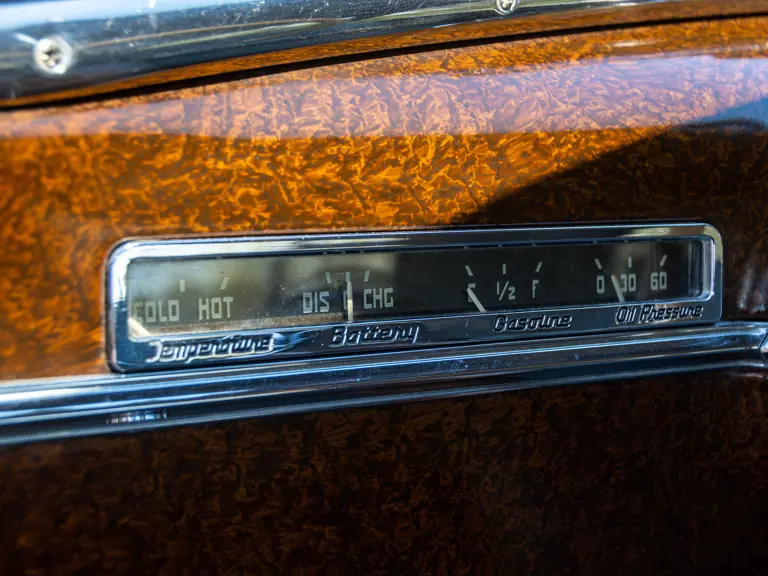 COLD HOT DIS CHG E 1/2 F 0 30 60
Temperature Battery Gasoline Oil Pressure